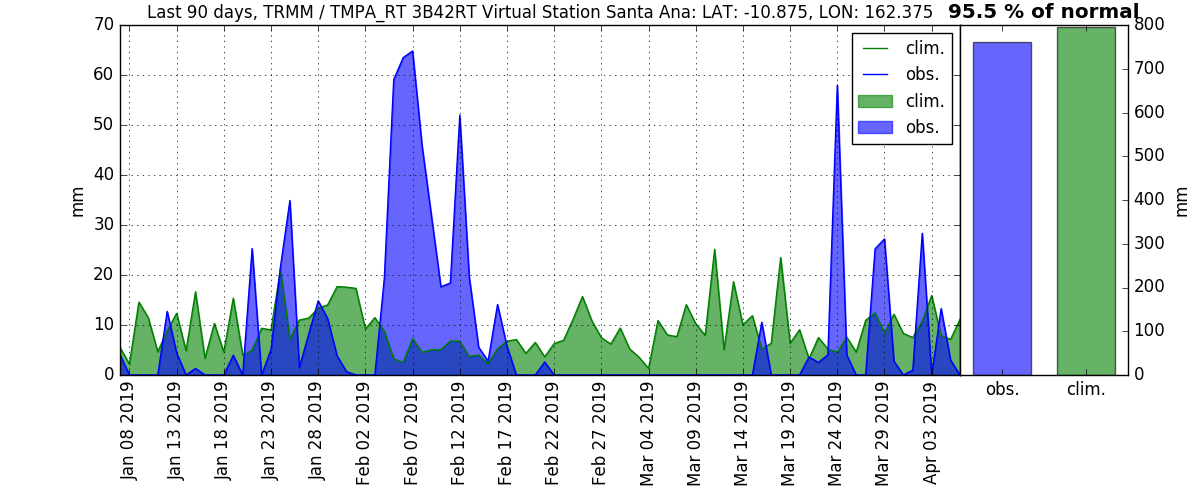 Last 90 days, TRMM / TMPA_RT 3B42RT Virtual Station Santa Ana: LAT: -10.875, LON: 162.375
95.5 % of normal
70
60
50
40
30
20
10
0
mm
clim.
obs.
clim.
obs.
800
700
600
500
400
300
200
100
0
mm
Jan 08 2019
Jan 13 2019
Jan 18 2019
Jan 23 2019
Jan 28 2019
Feb 02 2019
Feb 07 2019
Feb 12 2019
Feb 17 2019
Feb 22 2019
Feb 27 2019
Mar 04 2019
Mar 09 2019
Mar 14 2019
Mar 19 2019
Mar 24 2019
Mar 29 2019
Apr 03 2019
obs.
clim.